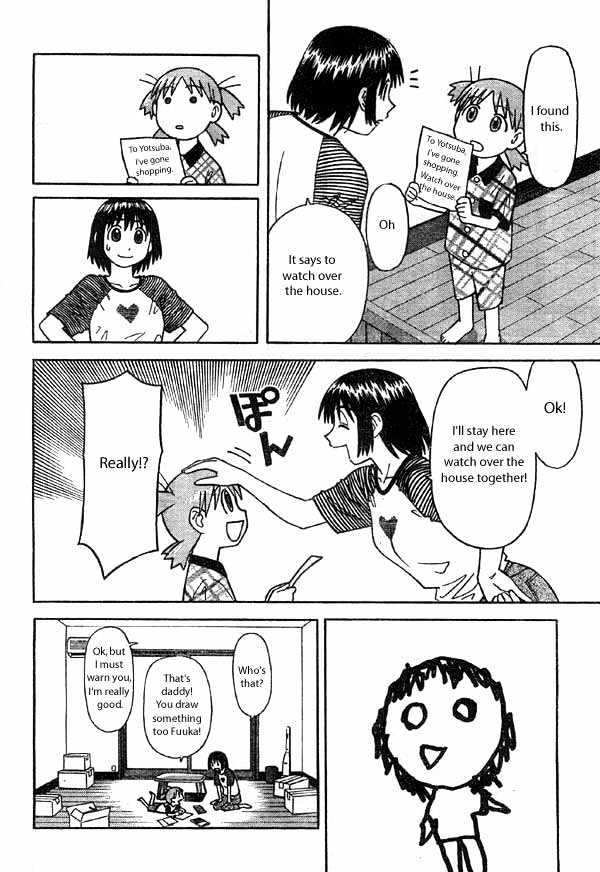 I found
this.
To Yotsuba,
I've gone
shopping.
Watch over
the house
Oh
It says to
watch over
the house.
To Yotsuba,
I've gone
shopping.
Ok!
I'll stay here
and we can
watch over the
house together!
ぽん
Really!?
Who's
that?
That's
daddy!
You draw
something
too Fuuka!
Ok, but
I must
warn you,
I'm really
good.